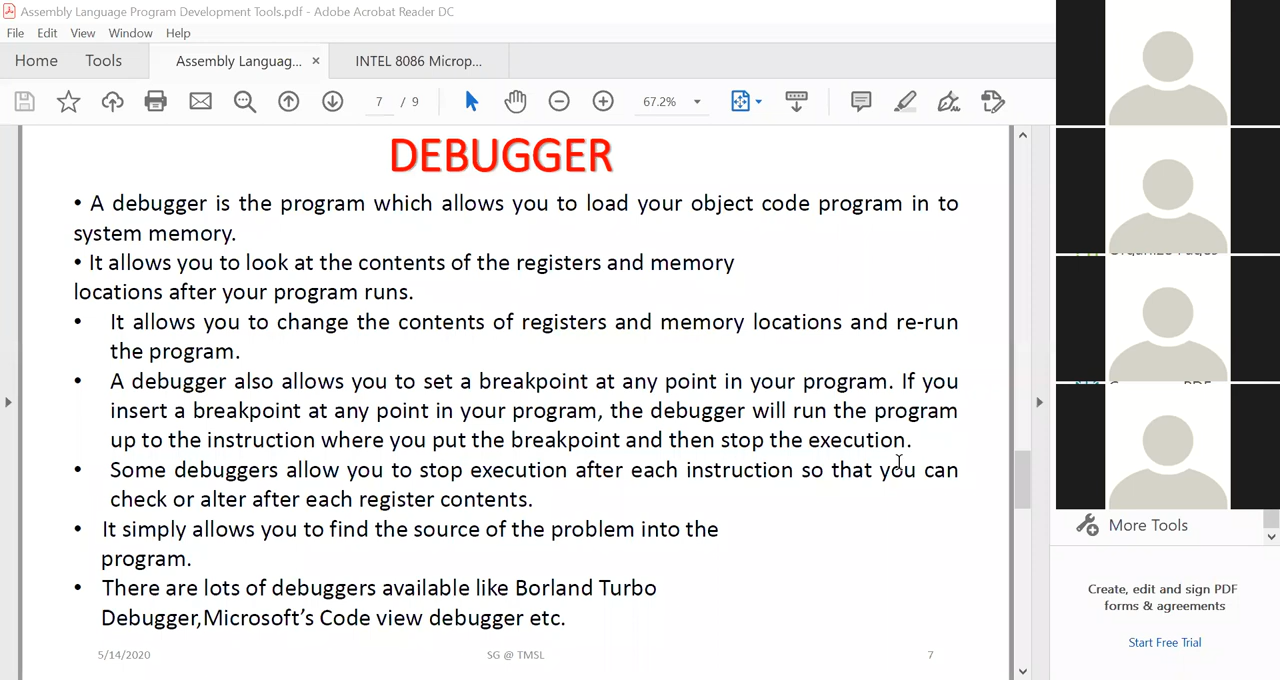 Assembly Language Program Development Tools.pdf - Adobe Acrobat Reader DC
File Edit View Window Help
Home Tools Assembly Languag... × INTEL 8086 Microp...
7 / 9 67.2%
DEBUGGER
• A debugger is the program which allows you to load your object code program in to
system memory.
• It allows you to look at the contents of the registers and memory
locations after your program runs.
• It allows you to change the contents of registers and memory locations and re-run
the program.
• A debugger also allows you to set a breakpoint at any point in your program. If you
insert a breakpoint at any point in your program, the debugger will run the program
up to the instruction where you put the breakpoint and then stop the execution.
• Some debuggers allow you to stop execution after each instruction so that you can
check or alter after each register contents.
• It simply allows you to find the source of the problem into the
program.
• There are lots of debuggers available like Borland Turbo
Debugger,Microsoft’s Code view debugger etc.
5/14/2020 SG @ TMSL 7
More Tools
Create, edit and sign PDF
forms & agreements
Start Free Trial